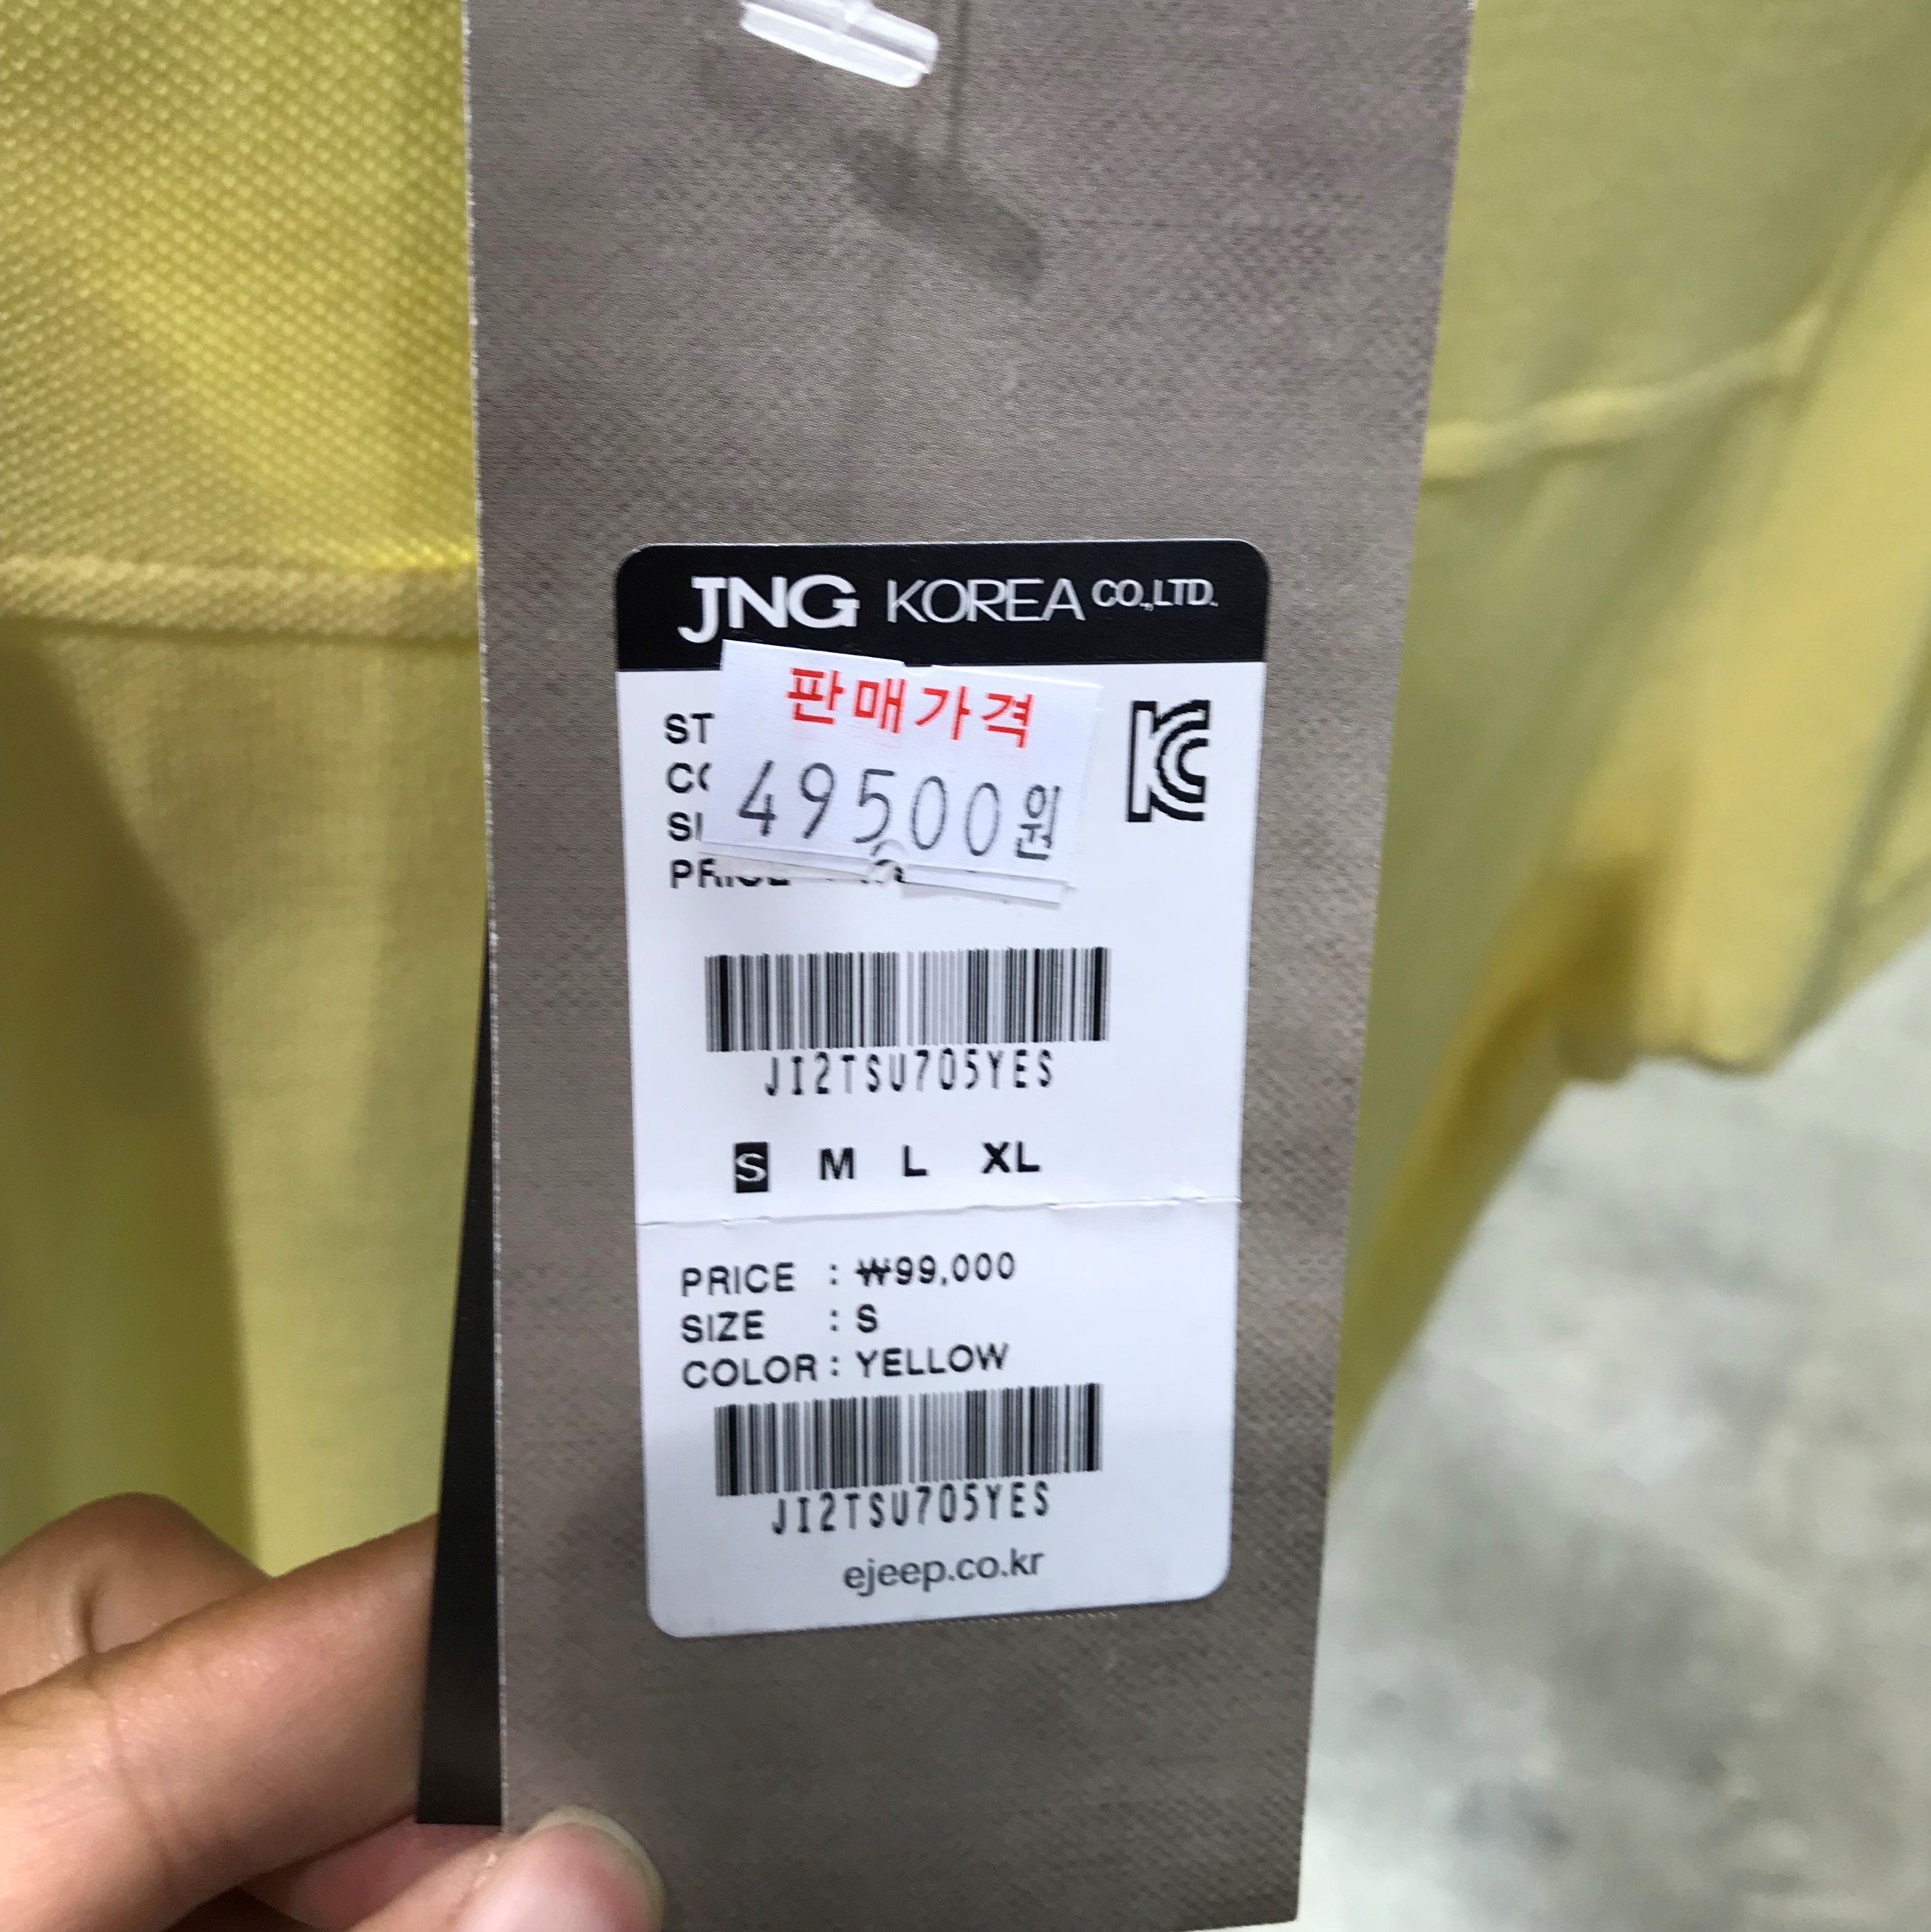 JNG KOREA CO.,LTD.
판매가격
49500원
JI2TSU705YES
S M L XL
PRICE : ₩99,000
SIZE : S
COLOR : YELLOW
JI2TSU705YES
ejeep.co.kr